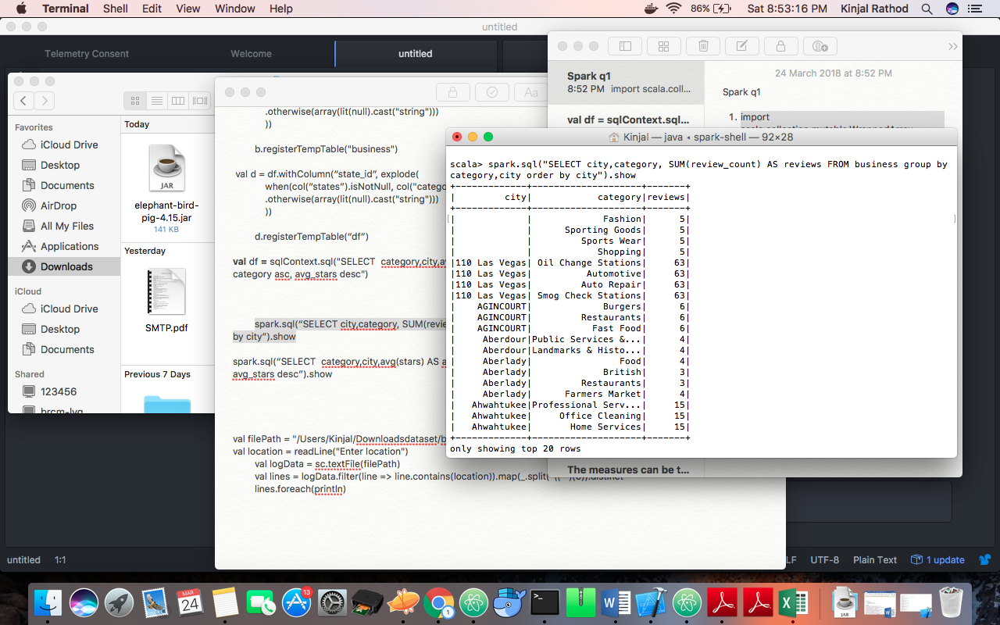 Terminal Shell Edit View Window Help 86% Sat 8:53:16 PM Kinjal Rathod
untitled
Telemetry Consent Welcome untitled
Spark q1
8:52 PM import scala.coll...
val df = sqlContext.sql...
24 March 2018 at 8:52 PM
Spark q1
1. import
Favorites
iCloud Drive
Desktop
Documents
AirDrop
All My Files
Applications
Downloads
iCloud
iCloud Drive
Desktop
Documents
Shared
123456
Today
JAR
elephant-bird-
pig-4.15.jar
141 KB
Yesterday
SMTP.pdf
Previous 7 Days
Aa
.otherwise(array(lit(null).cast("string")))
))
b.registerTempTable("business")
val d = df.withColumn("state_id", explode(
when(col("states").isNotNull, col("catego
.otherwise(array(lit(null).cast("string")))
))
d.registerTempTable("df")
val df = sqlContext.sql("SELECT category,city,av
category asc, avg_stars desc")
spark.sql("SELECT city,category, SUM(revie
by city").show
spark.sql("SELECT category,city,avg(stars) AS a
avg_stars desc").show
val filePath = "/Users/Kinjal/Downloadsdataset/b
val location = readLine("Enter location")
val logData = sc.textFile(filePath)
val lines = logData.filter(line => line.contains(location)).map(_.split(
lines.foreach(println)
Kinjal — java ◂ spark-shell — 92×28
scala> spark.sql("SELECT city,category, SUM(review_count) AS reviews FROM business group by
category,city order by city").show
+-------------+--------------------+-------+
|         city|            category|reviews|
+-------------+--------------------+-------+
|             |             Fashion|      5|
|             |      Sporting Goods|      5|
|             |         Sports Wear|      5|
|             |            Shopping|      5|
|110 Las Vegas| Oil Change Stations|     63|
|110 Las Vegas|          Automotive|     63|
|110 Las Vegas|         Auto Repair|     63|
|110 Las Vegas| Smog Check Stations|     63|
|    AGINCOURT|             Burgers|      6|
|    AGINCOURT|         Restaurants|      6|
|    AGINCOURT|           Fast Food|      6|
|     Aberdour|Public Services &...|      4|
|     Aberdour|Landmarks & Histo...|      4|
|     Aberlady|                Food|      4|
|     Aberlady|             British|      3|
|     Aberlady|         Restaurants|      3|
|     Aberlady|      Farmers Market|      4|
|   Ahwahtukee|Professional Serv...|     15|
|   Ahwahtukee|     Office Cleaning|     15|
|   Ahwahtukee|       Home Services|     15|
+-------------+--------------------+-------+
only showing top 20 rows
The measures can be t...
untitled 1:1 LF UTF-8 Plain Text 1 update
MAR
24
13
1
JAR